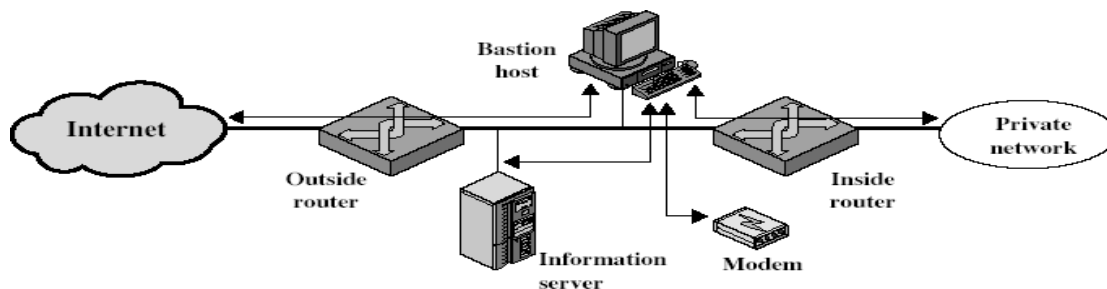 Bastion
host
Internet
Private
network
Outside
router
Inside
router
Information
server
Modem